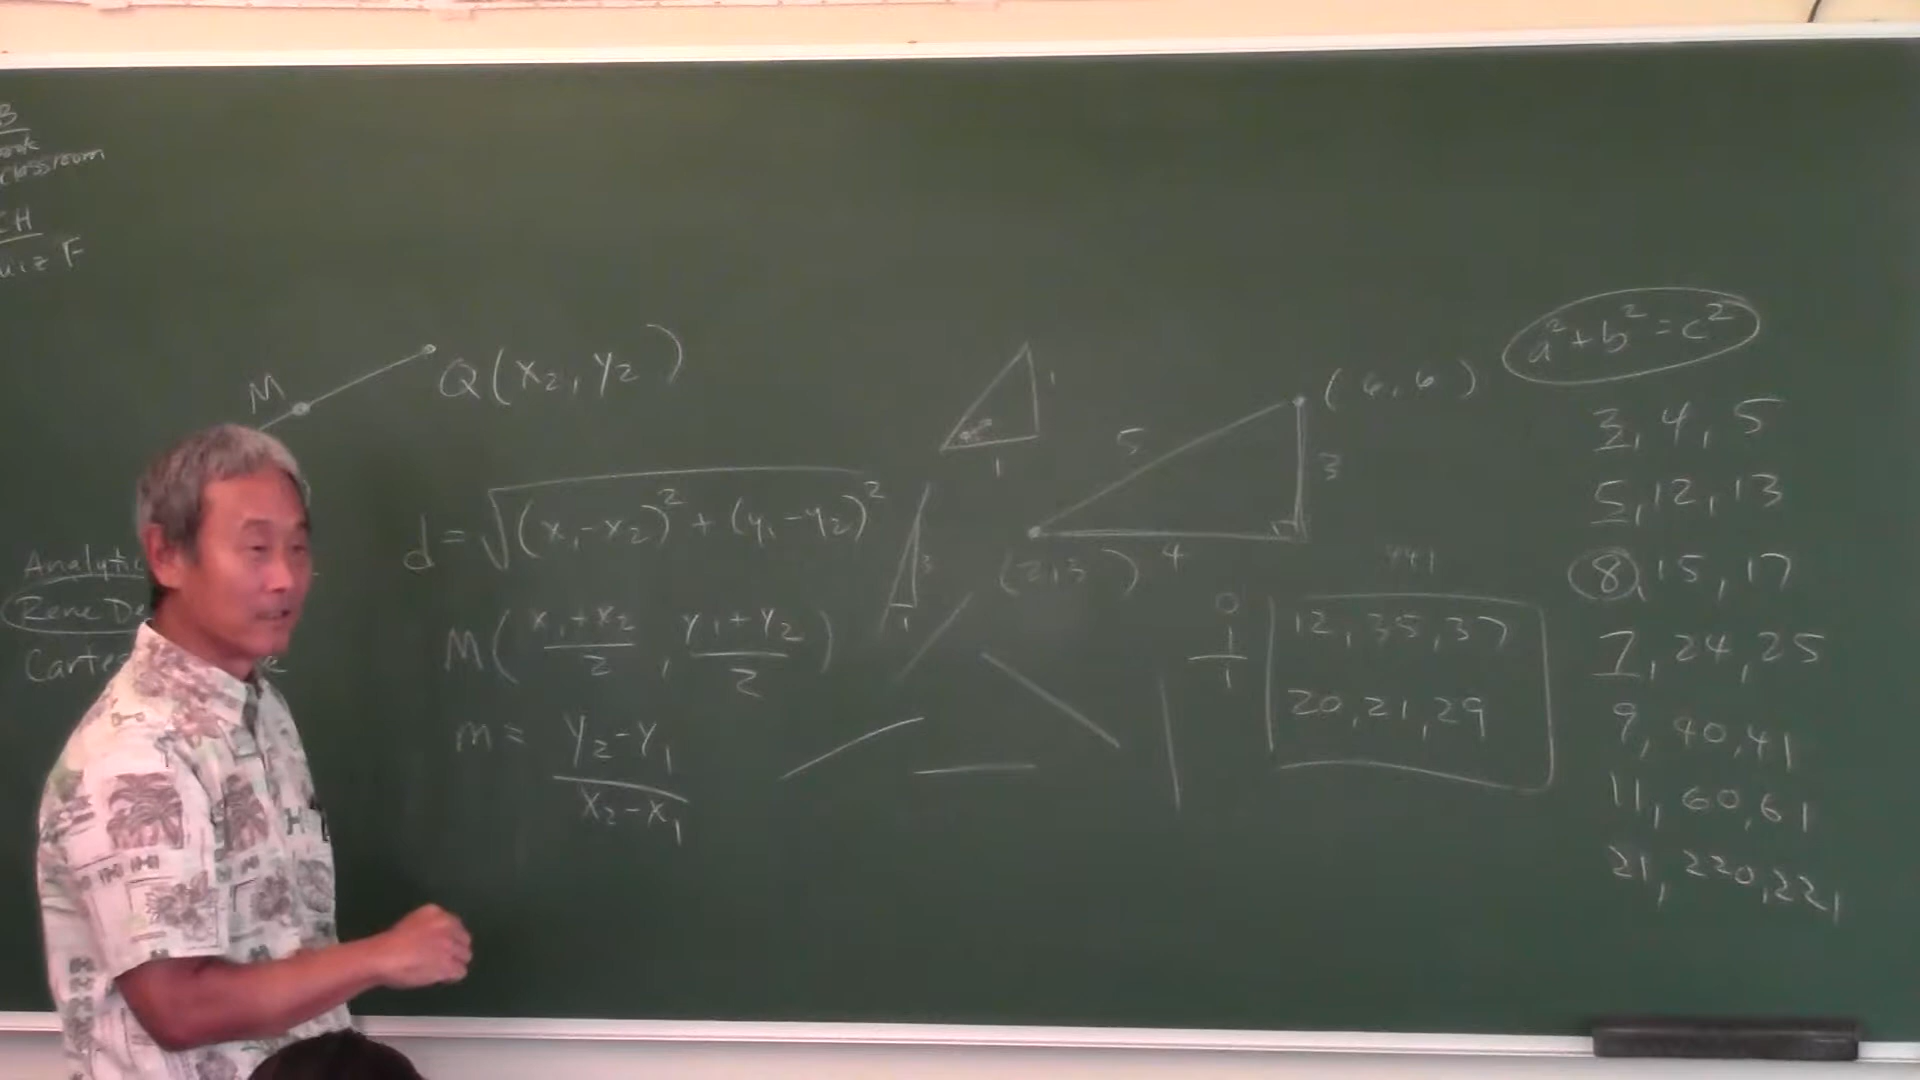 B
classroom
CH
F
M
Q(x₂, y₂)
d = √(x₁-x₂)² + (y₁-y₂)²
M(x₁+x₂/2, y₁+y₂/2)
m = y₂-y₁/x₂-x₁
Analytic
Rene De
Carte
1
1
3
1
5
(6, 6)
3
(2, 3)
4
0
1
1
441
12, 35, 37
20, 21, 29
a²+b²=c²
3, 4, 5
5, 12, 13
8, 15, 17
7, 24, 25
9, 40, 41
11, 60, 61
21, 220, 221